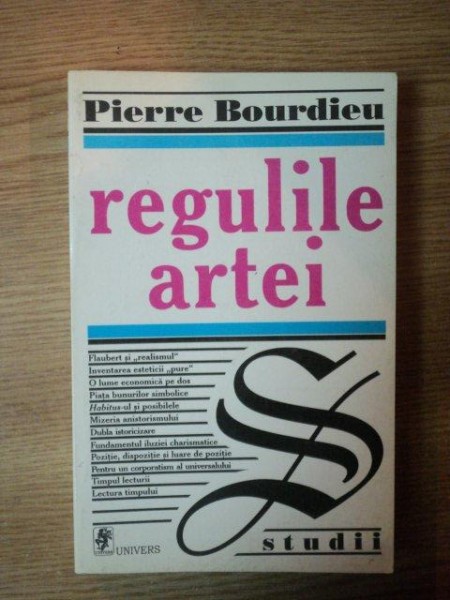 Pierre Bourdieu
regulile
artei
Flaubert și „realismul"
Inventarea esteticii „pure"
O lume economică pe dos
Piața bunurilor simbolice
Habitus-ul și posibilele
Mizeria anistorismului
Dubla istoricizare
Fundamentul iluziei charismatice
Poziție, dispoziție și luare de poziție
Pentru un corporatism al universalului
Timpul lecturii
Lectura timpului
S
UNIVERS
studii